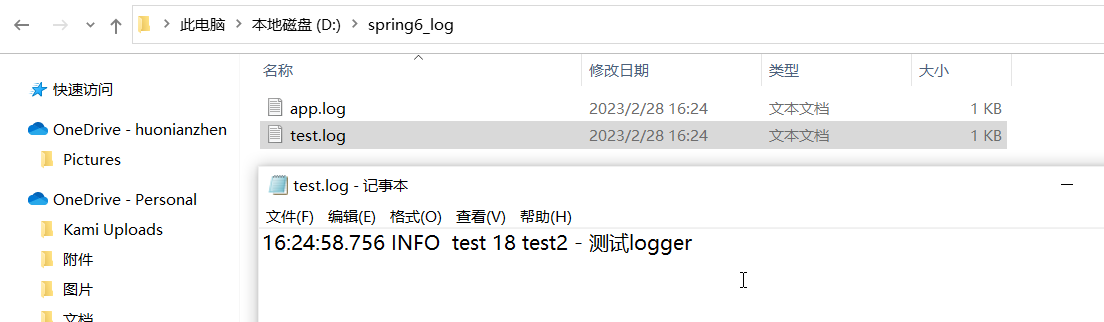 此电脑 本地磁盘 (D:) spring6_log
名称 修改日期 类型 大小
快速访问
app.log 2023/2/28 16:24 文本文档 1 KB
OneDrive - huonianzhen
test.log 2023/2/28 16:24 文本文档 1 KB
Pictures
OneDrive - Personal
Kami Uploads
附件
图片
文档
test.log - 记事本
文件(F) 编辑(E) 格式(O) 查看(V) 帮助(H)
16:24:58.756 INFO  test 18 test2 - 测试logger